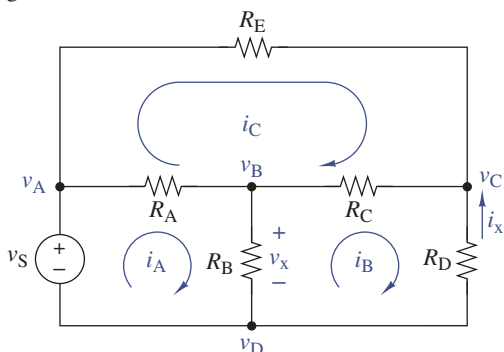 R_E
i_C
v_A
v_B
v_C
R_A
R_C
i_x
v_S
+
−
i_A
R_B
+
v_x
−
i_B
R_D
v_D